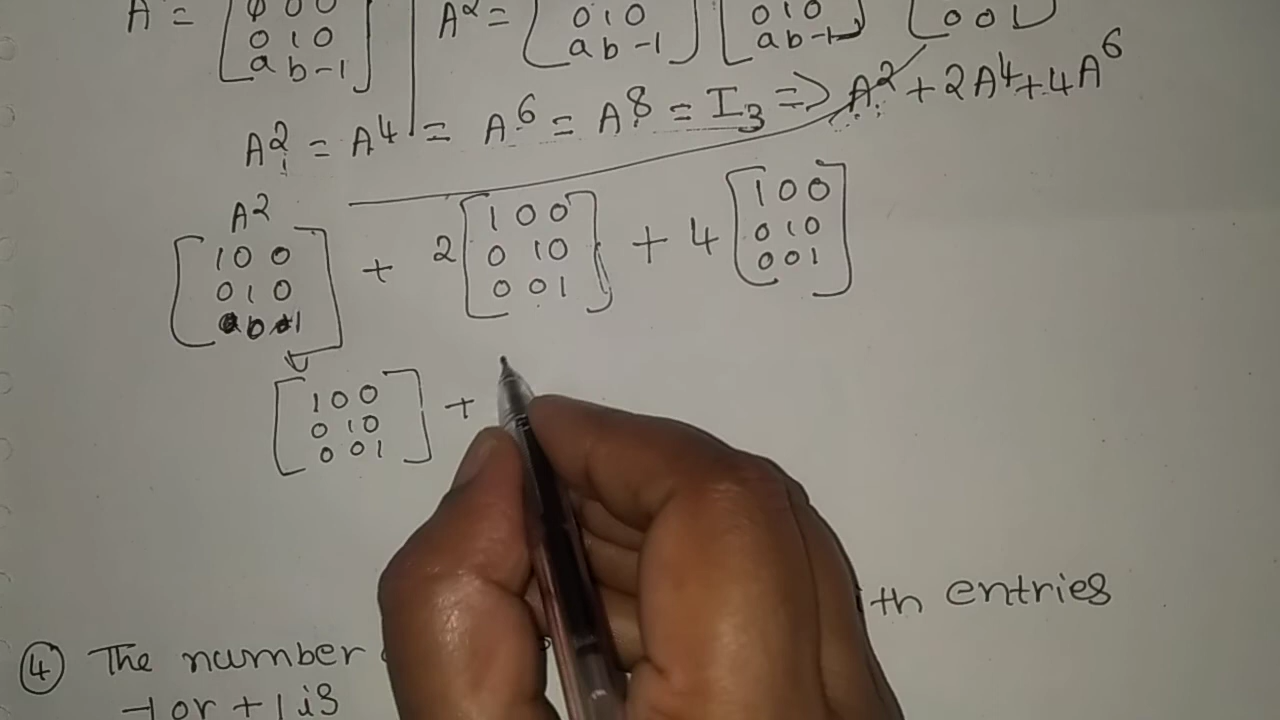 A = [ 1 0 0 A² = [ 
0 1 0 0 1 0 ] [ 0 1 0 ] [ 0 0 1 ]
a b -1 ] a b -1 a b -1
A² = A⁴ = A⁶ = A⁸ = I₃ ⇒ A² + 2A⁴ + 4A⁶
A²
[ 1 0 0 + 2 [ 1 0 0 + 4 [ 1 0 0
0 1 0 0 1 0 0 1 0
a b 1 ] 0 0 1 ] 0 0 1 ]
[ 1 0 0 +
0 1 0
0 0 1 ]
④ The number th entries
-1 or +1 is